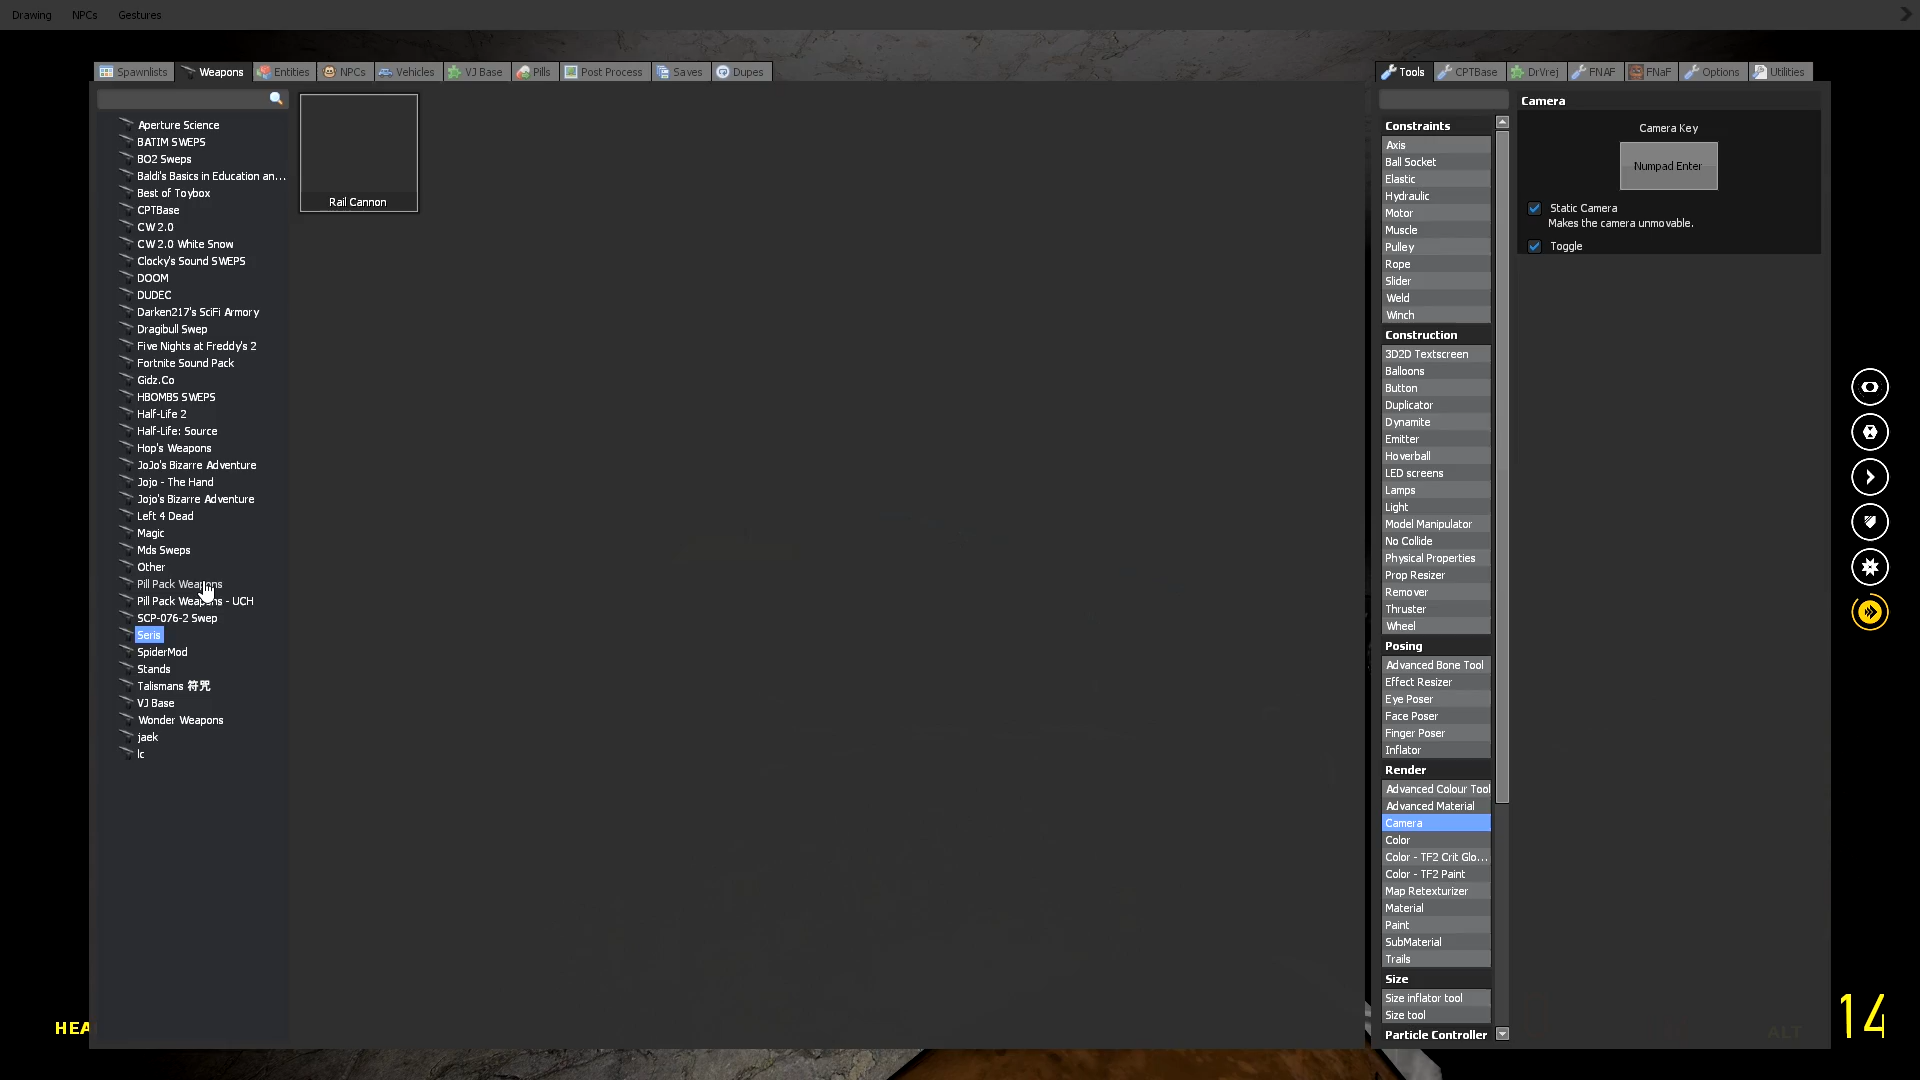 Drawing NPCs Gestures
Spawnlists Weapons Entities NPCs Vehicles VJ Base Pills Post Process Saves Dupes
Aperture Science
BATIM SWEPS
BO2 Sweps
Baldi's Basics in Education an...
Best of Toybox
CPTBase
CW 2.0
CW 2.0 White Snow
Clocky's Sound SWEPS
DOOM
DUDEC
Darken217's SciFi Armory
Dragibull Swep
Five Nights at Freddy's 2
Fortnite Sound Pack
Gidz.Co
HBOMBS SWEPS
Half-Life 2
Half-Life: Source
Hop's Weapons
JoJo's Bizarre Adventure
Jojo - The Hand
Jojo's Bizarre Adventure
Left 4 Dead
Magic
Mds Sweps
Other
Pill Pack Weapons
Pill Pack Weapons - UCH
SCP-076-2 Swep
Seris
SpiderMod
Stands
Talismans 符咒
VJ Base
Wonder Weapons
jaek
lc
Rail Cannon
Tools CPTBase DrVrej FNAF FNaF Options Utilities
Constraints
Axis
Ball Socket
Elastic
Hydraulic
Motor
Muscle
Pulley
Rope
Slider
Weld
Winch
Construction
3D2D Textscreen
Balloons
Button
Duplicator
Dynamite
Emitter
Hoverball
LED screens
Lamps
Light
Model Manipulator
No Collide
Physical Properties
Prop Resizer
Remover
Thruster
Wheel
Posing
Advanced Bone Tool
Effect Resizer
Eye Poser
Face Poser
Finger Poser
Inflator
Render
Advanced Colour Tool
Advanced Material
Camera
Color
Color - TF2 Crit Glo...
Color - TF2 Paint
Map Retexturizer
Material
Paint
SubMaterial
Trails
Size
Size inflator tool
Size tool
Particle Controller
Camera
Camera Key
Numpad Enter
Static Camera
Makes the camera unmovable.
Toggle
HEA
ALT
14